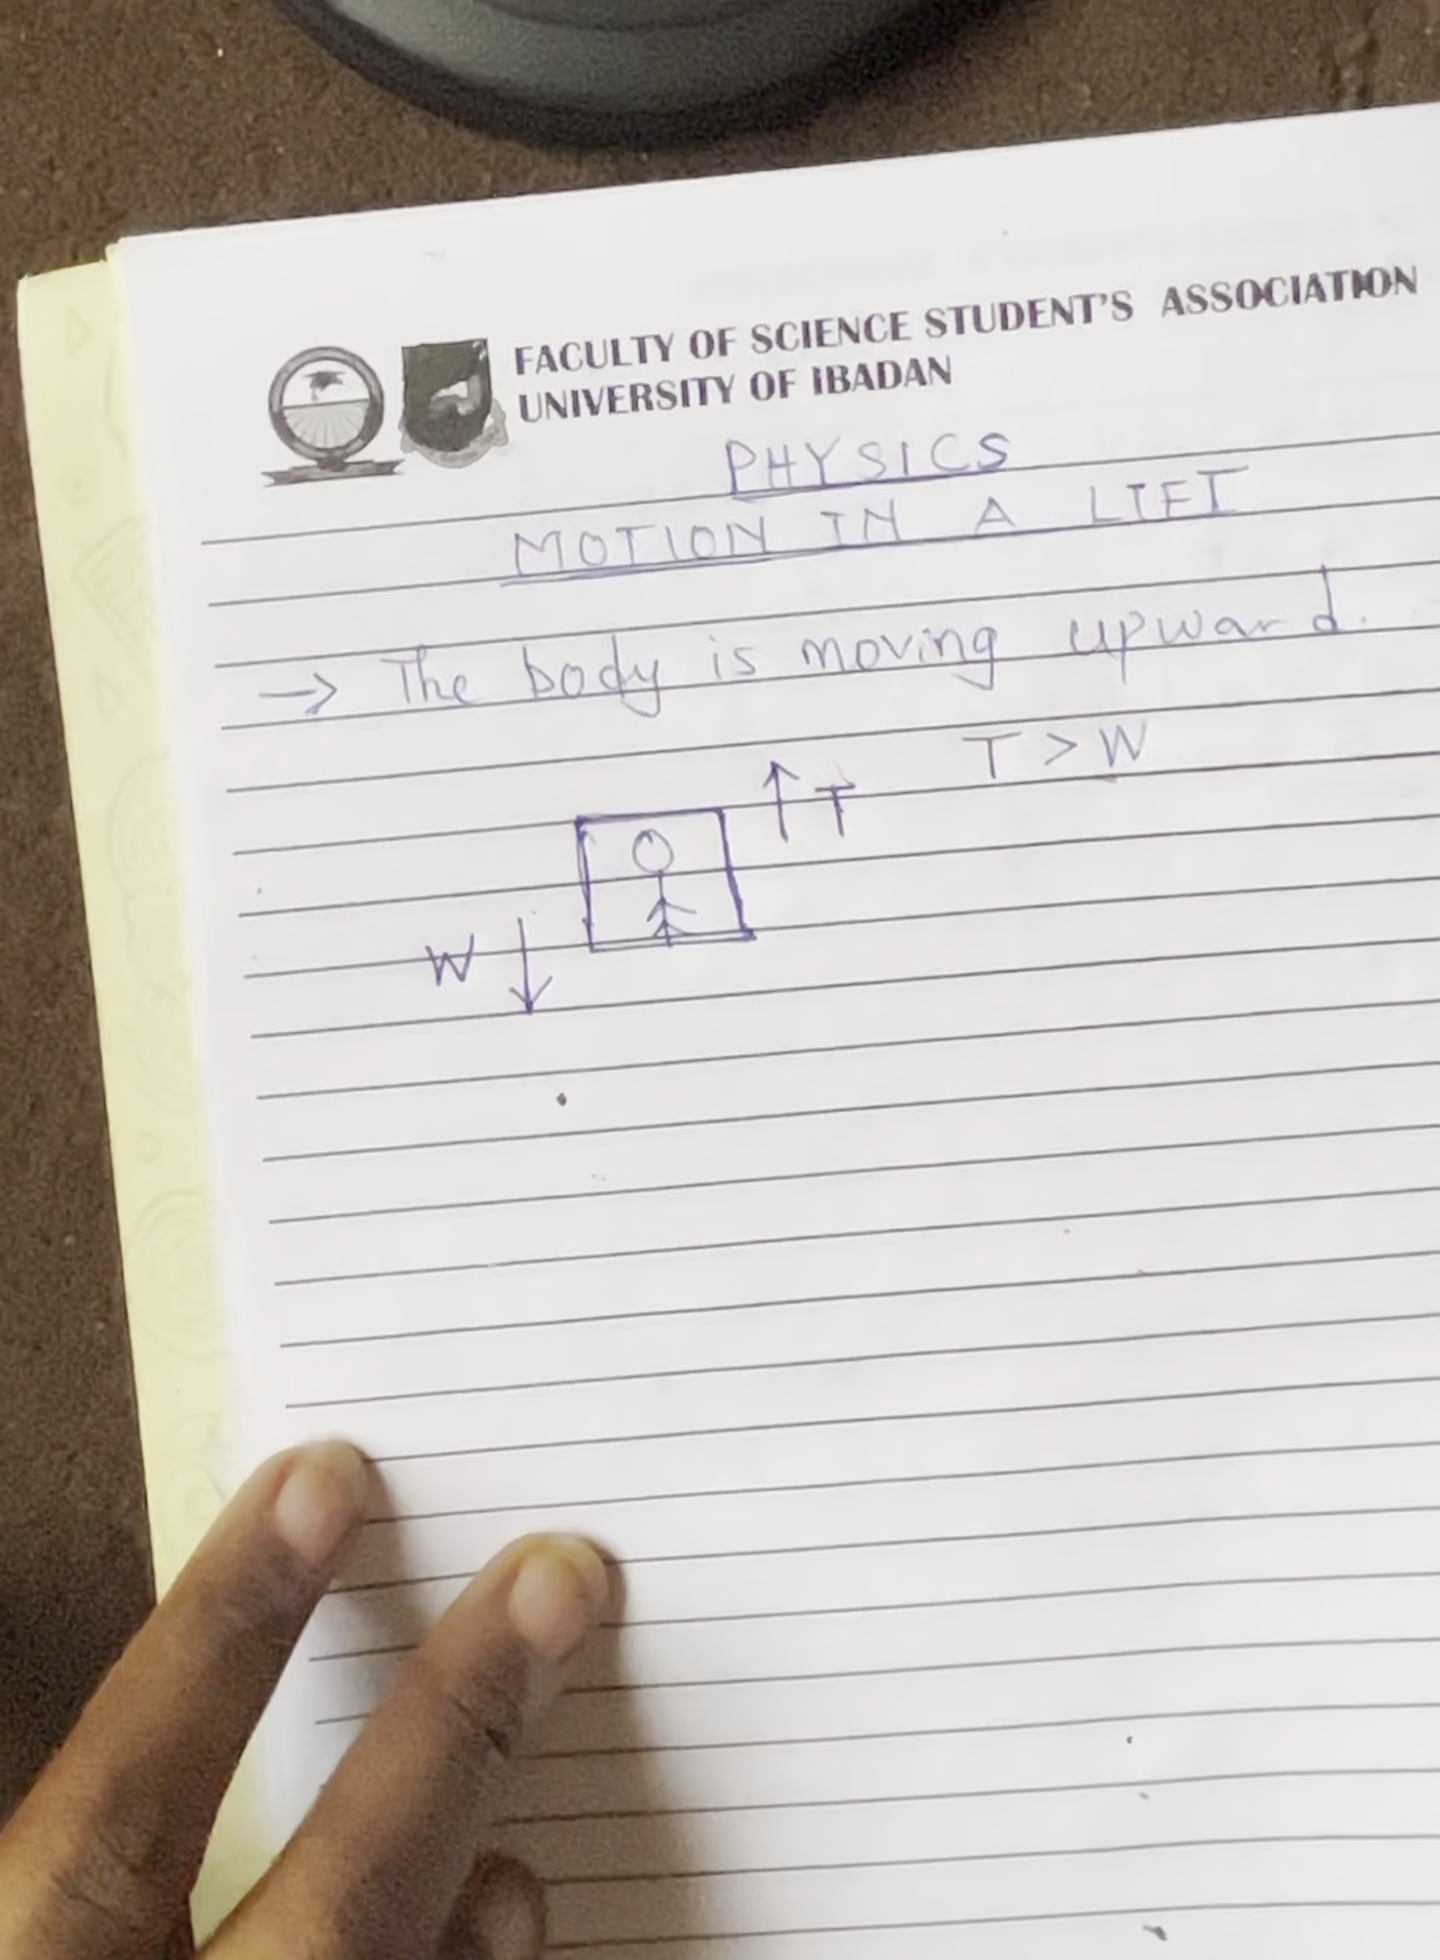 FACULTY OF SCIENCE STUDENT'S ASSOCIATION
UNIVERSITY OF IBADAN
PHYSICS
MOTION IN A LIFT
→ The body is moving upward.
T > W
↑ T
W ↓